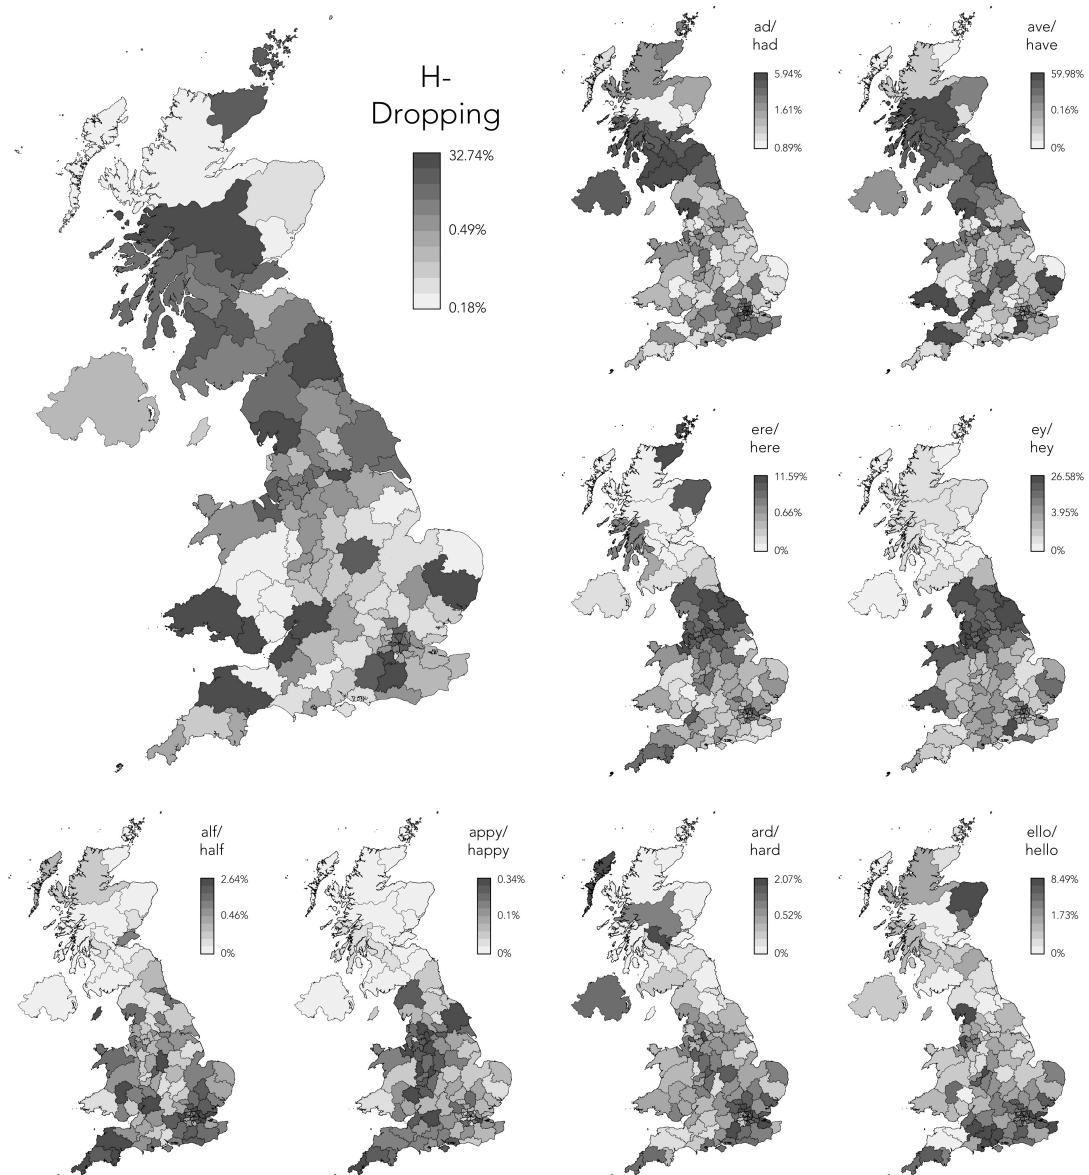 H-
Dropping
32.74%
0.49%
0.18%
ad/
had
5.94%
1.61%
0.89%
ave/
have
59.98%
0.16%
0%
ere/
here
11.59%
0.66%
0%
ey/
hey
26.58%
3.95%
0%
alf/
half
2.64%
0.46%
0%
appy/
happy
0.34%
0.1%
0%
ard/
hard
2.07%
0.52%
0%
ello/
hello
8.49%
1.73%
0%